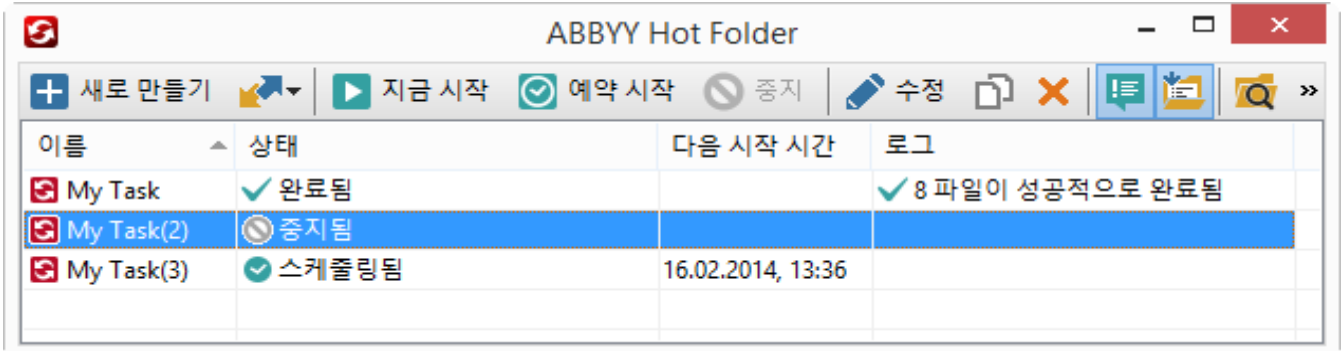 ABBYY Hot Folder
새로 만들기 지금 시작 예약 시작 중지 수정 »
이름 상태 다음 시작 시간 로그
My Task 완료됨 8 파일이 성공적으로 완료됨
My Task(2) 중지됨
My Task(3) 스케줄링됨 16.02.2014, 13:36